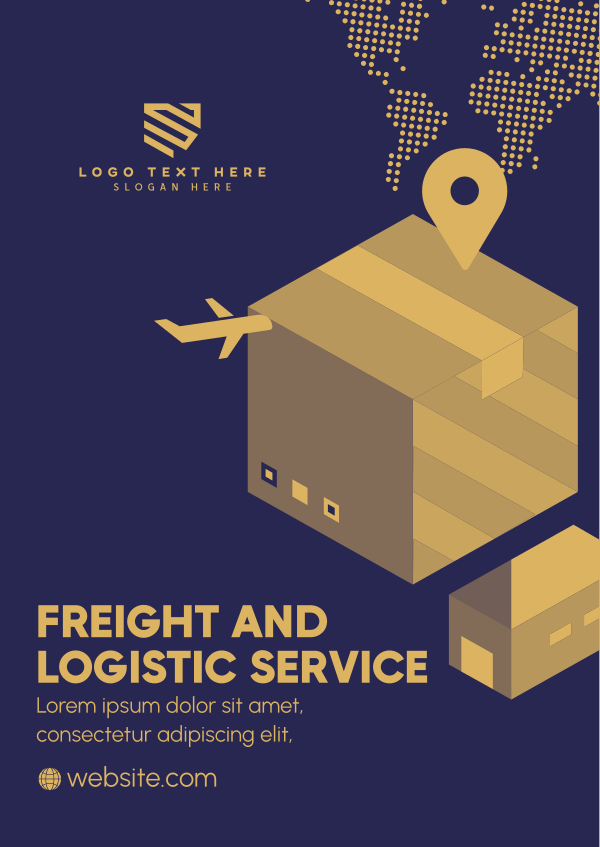 LOGO TEXT HERE
SLOGAN HERE
FREIGHT AND
LOGISTIC SERVICE
Lorem ipsum dolor sit amet,
consectetur adipiscing elit,
website.com